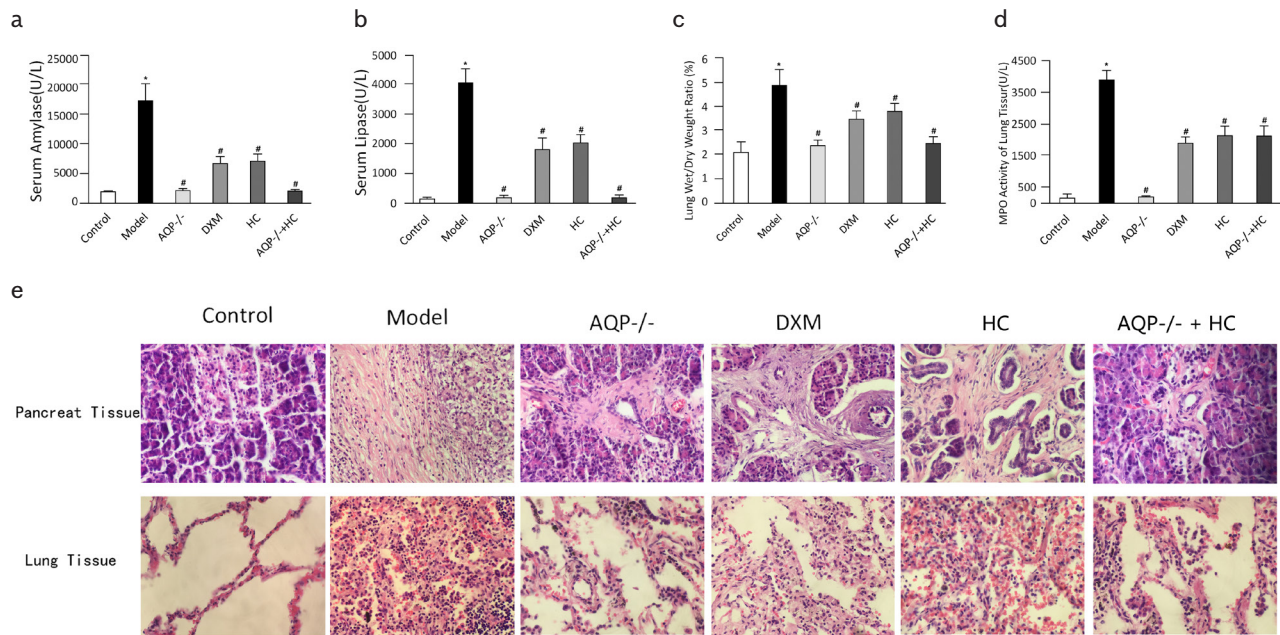 a
b
c
d
Serum Amylase(U/L)
25000
20000
15000
10000
5000
0
*
#
#
#
#
Control
Model
AQP-/-
DXM
HC
AQP-/-+HC
Serum Lipase(U/L)
5000
4000
3000
2000
1000
0
*
#
#
#
#
Control
Model
AQP-/-
DXM
HC
AQP-/-+HC
Lung Wet/Dry Weught Ratio (%)
6
5
4
3
2
1
0
*
#
#
#
#
Control
Model
AQP-/-
DXM
HC
AQP-/-+HC
MPO Activity of Lung Tissur(U/L)
4500
3500
2500
1500
500
0
*
#
#
#
#
Control
Model
AQP-/-
DXM
HC
AQP-/-+HC
e
Control Model AQP-/- DXM HC AQP-/- + HC
Pancreat Tissue
Lung Tissue